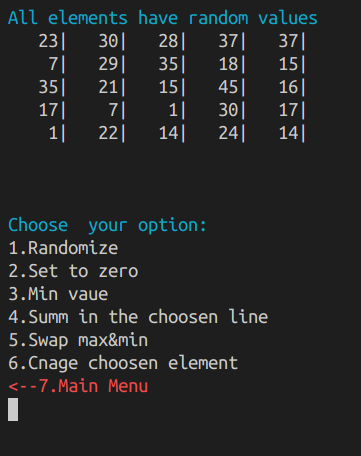 All elements have random values
23| 30| 28| 37| 37|
7| 29| 35| 18| 15|
35| 21| 15| 45| 16|
17| 7| 1| 30| 17|
1| 22| 14| 24| 14|
Choose  your option:
1.Randomize
2.Set to zero
3.Min vaue
4.Summ in the choosen line
5.Swap max&min
6.Cnage choosen element
<--7.Main Menu